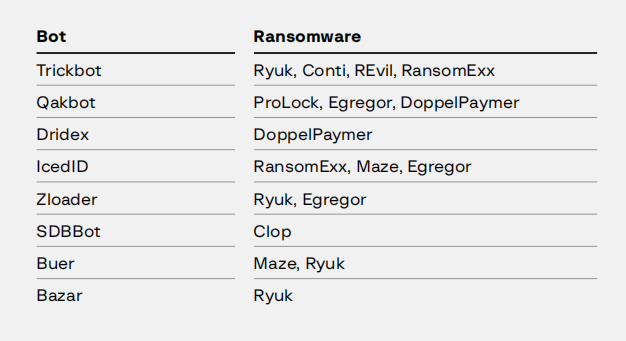 Bot Ransomware
Trickbot Ryuk, Conti, REvil, RansomExx
Qakbot ProLock, Egregor, DoppelPaymer
Dridex DoppelPaymer
IcedID RansomExx, Maze, Egregor
Zloader Ryuk, Egregor
SDBBot Clop
Buer Maze, Ryuk
Bazar Ryuk